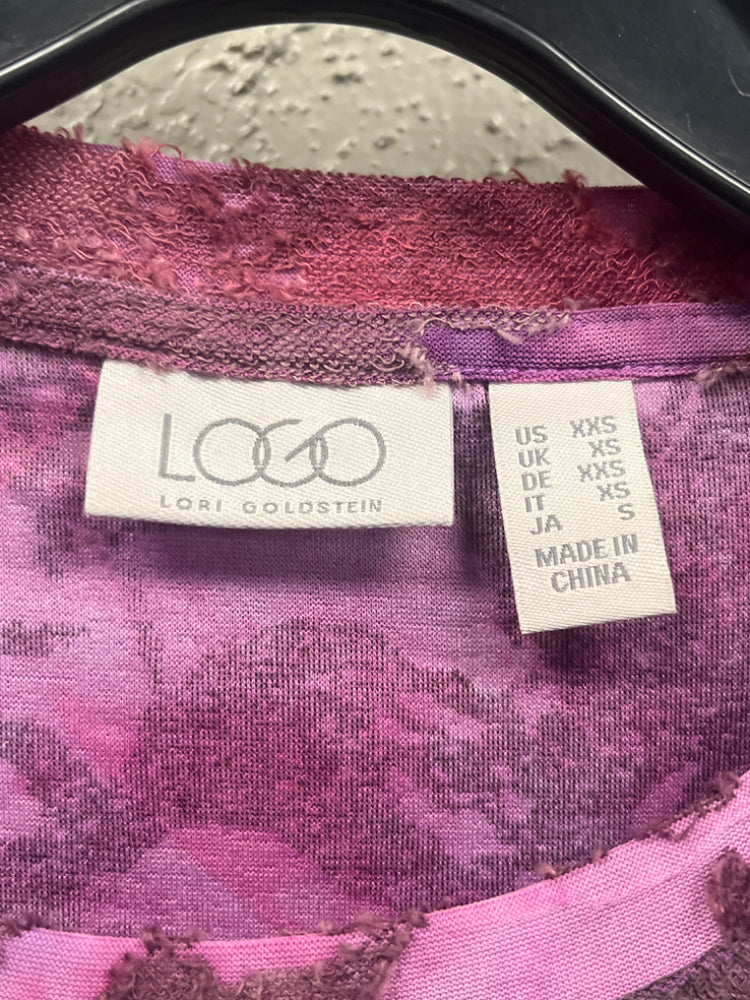 LOGO
LORI GOLDSTEIN
US XXS
UK XS
DE XXS
IT XS
JA S
MADE IN
CHINA